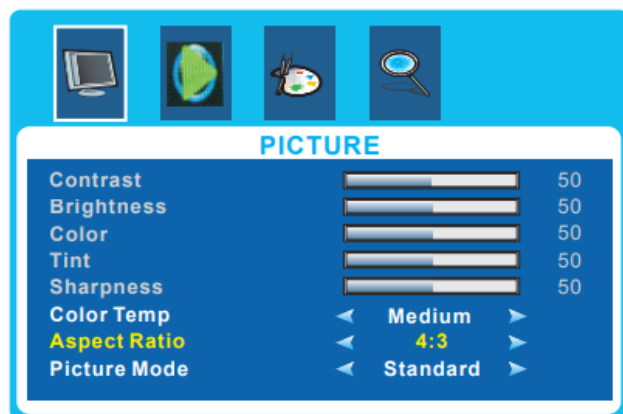 PICTURE
Contrast 50
Brightness 50
Color 50
Tint 50
Sharpness 50
Color Temp Medium
Aspect Ratio 4:3
Picture Mode Standard